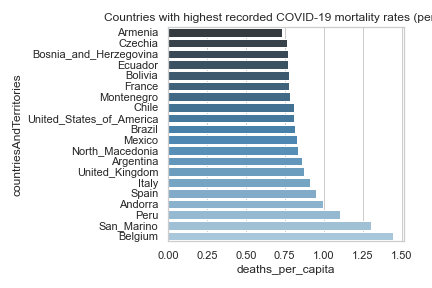 Countries with highest recorded COVID-19 mortality rates (per
Armenia
Czechia
Bosnia_and_Herzegovina
Ecuador
Bolivia
France
Montenegro
Chile
United_States_of_America
Brazil
Mexico
North_Macedonia
Argentina
United_Kingdom
Italy
Spain
Andorra
Peru
San_Marino
Belgium
countriesAndTerritories
0.00 0.25 0.50 0.75 1.00 1.25 1.50
deaths_per_capita